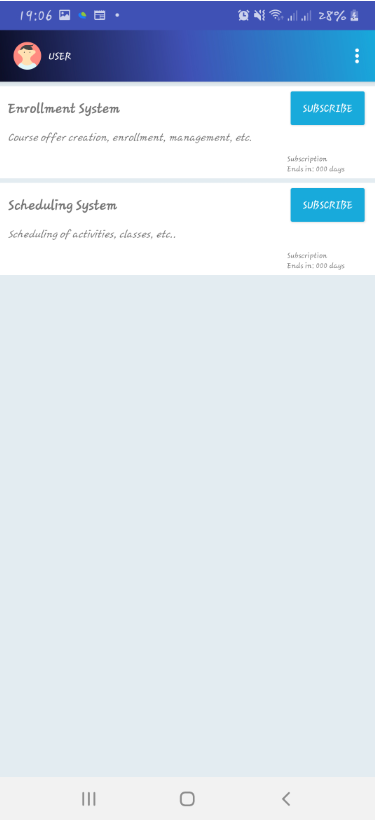 19:06 28%
USER
Enrollment System
SUBSCRIBE
Course offer creation, enrollment, management, etc.
Subscription
Ends in: 000 days
Scheduling System
SUBSCRIBE
Scheduling of activities, classes, etc..
Subscription
Ends in: 000 days